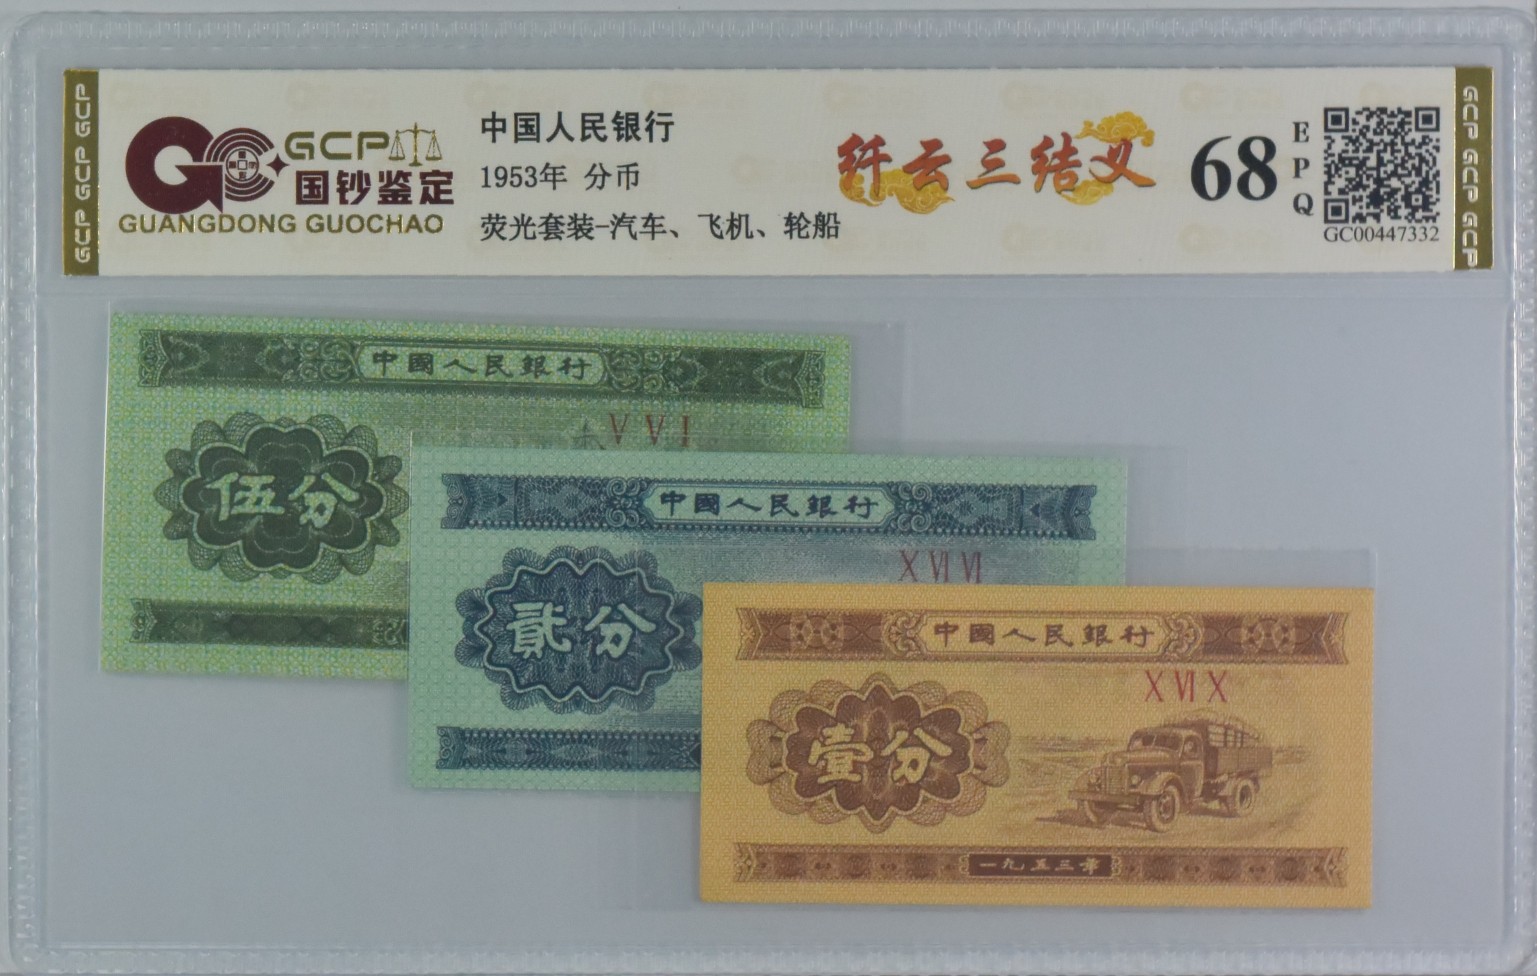 GCP GCP GCP
GCP
国钞鉴定
GUANGDONG GUOCHAO
中国人民银行
1953年 分币
荧光套装-汽车、飞机、轮船
纤云三结义
68
EPQ
GC00447332
GCP GCP GCP
中國人民銀行
V V I
伍分
中國人民銀行
X VI VI
貳分
中國人民銀行
X VI X
壹分
一九五三年